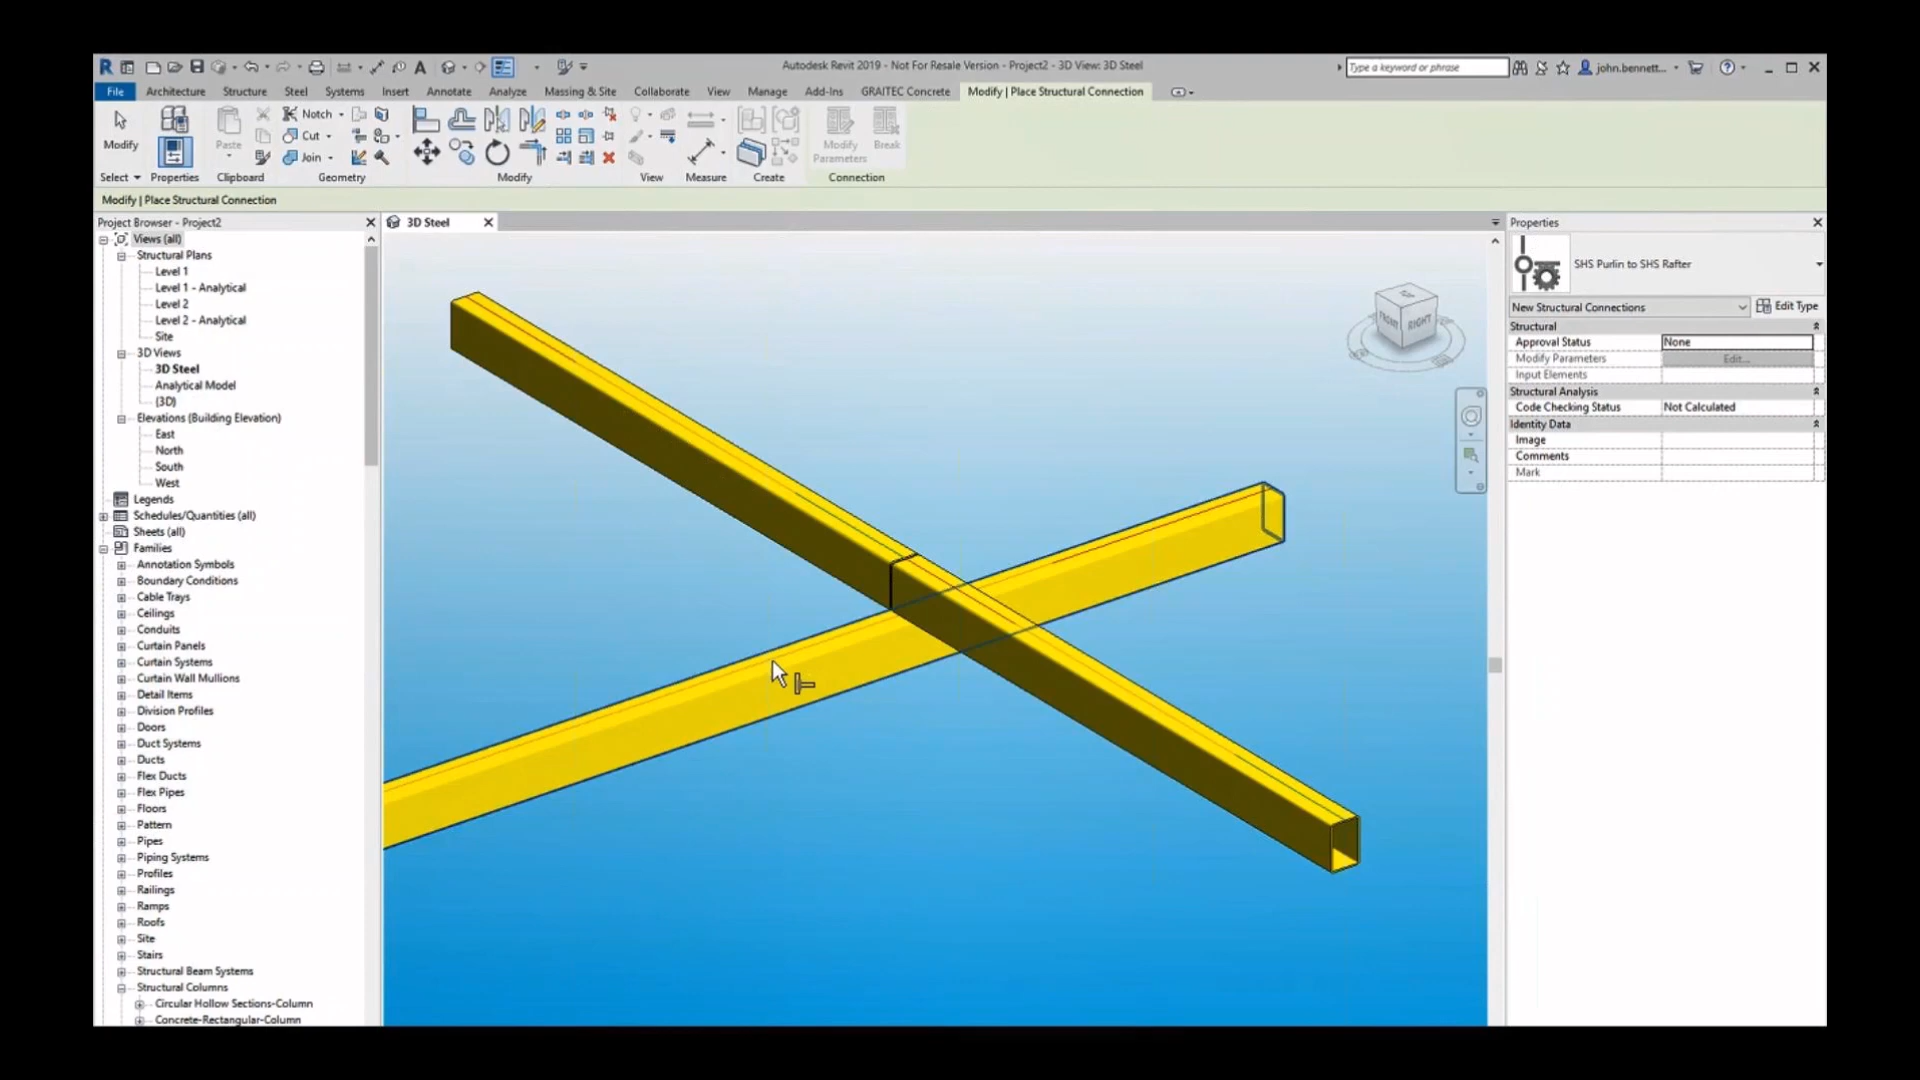 Autodesk Revit 2019 - Not For Resale Version - Project2 - 3D View: 3D Steel
Type a keyword or phrase
john.bennett...
File Architecture Structure Steel Systems Insert Annotate Analyze Massing & Site Collaborate View Manage Add-Ins GRAITEC Concrete Modify | Place Structural Connection
Modify
Paste
Notch
Cut
Join
Modify Parameters
Break
Select Properties Clipboard Geometry Modify View Measure Create Connection
Modify | Place Structural Connection
Project Browser - Project2
Views (all)
Structural Plans
Level 1
Level 1 - Analytical
Level 2
Level 2 - Analytical
Site
3D Views
3D Steel
Analytical Model
{3D}
Elevations (Building Elevation)
East
North
South
West
Legends
Schedules/Quantities (all)
Sheets (all)
Families
Annotation Symbols
Boundary Conditions
Cable Trays
Ceilings
Conduits
Curtain Panels
Curtain Systems
Curtain Wall Mullions
Detail Items
Division Profiles
Doors
Duct Systems
Ducts
Flex Ducts
Flex Pipes
Floors
Pattern
Pipes
Piping Systems
Profiles
Railings
Ramps
Roofs
Site
Stairs
Structural Beam Systems
Structural Columns
Circular Hollow Sections-Column
Concrete-Rectangular-Column
3D Steel
TOP
FRONT
RIGHT
Properties
SHS Purlin to SHS Rafter
New Structural Connections Edit Type
Structural
Approval Status None
Modify Parameters Edit...
Input Elements
Structural Analysis
Code Checking Status Not Calculated
Identity Data
Image
Comments
Mark